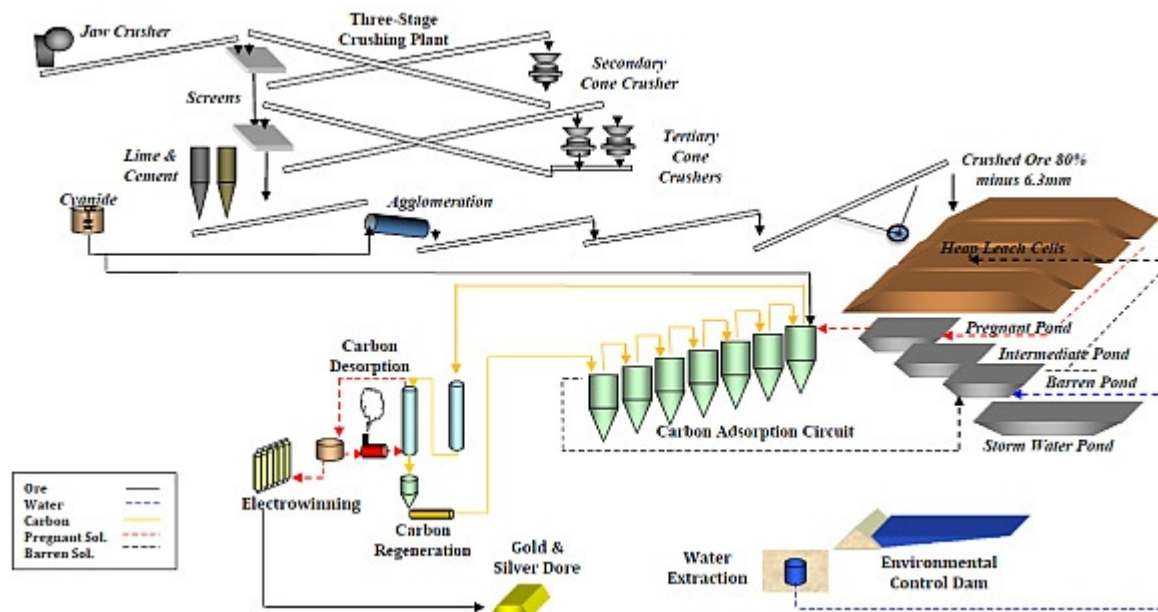 Jaw Crusher
Three-Stage
Crushing Plant
Secondary
Cone Crusher
Screens
Tertiary
Cone
Crushers
Lime &
Cement
Cyanide
Agglomeration
Crushed Ore 80%
minus 6.3mm
Heap Leach Cells
Pregnant Pond
Intermediate Pond
Barren Pond
Storm Water Pond
Carbon
Desorption
Carbon Adsorption Circuit
Electrowinning
Carbon
Regeneration
Gold &
Silver Dore
Water
Extraction
Environmental
Control Dam
Ore
Water
Carbon
Pregnant Sol.
Barren Sol.